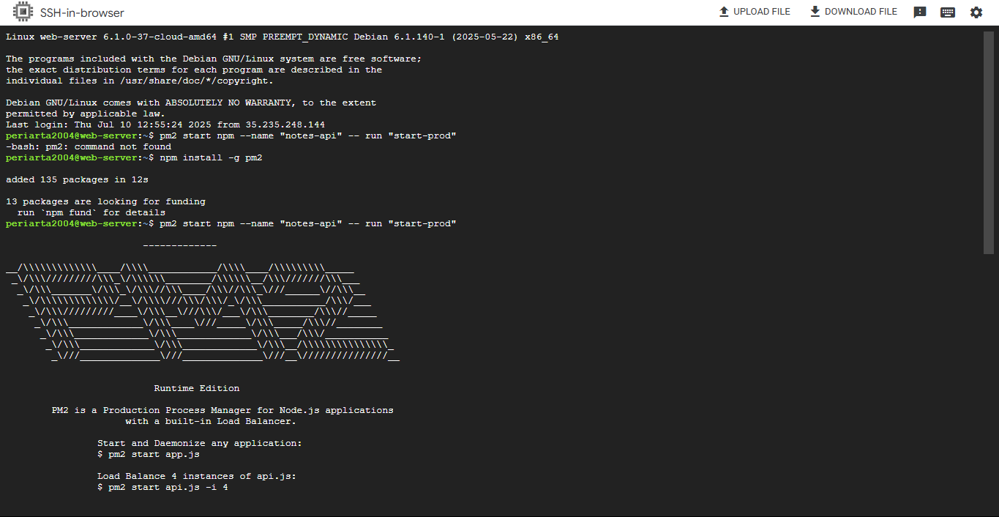 SSH-in-browser
UPLOAD FILE
DOWNLOAD FILE
Linux web-server 6.1.0-37-cloud-amd64 #1 SMP PREEMPT_DYNAMIC Debian 6.1.140-1 (2025-05-22) x86_64
The programs included with the Debian GNU/Linux system are free software;
the exact distribution terms for each program are described in the
individual files in /usr/share/doc/*/copyright.
Debian GNU/Linux comes with ABSOLUTELY NO WARRANTY, to the extent
permitted by applicable law.
Last login: Thu Jul 10 12:55:24 2025 from 35.235.248.144
periarta2004@web-server:~$ pm2 start npm --name "notes-api" -- run "start-prod"
-bash: pm2: command not found
periarta2004@web-server:~$ npm install -g pm2
added 135 packages in 12s
13 packages are looking for funding
  run `npm fund` for details
periarta2004@web-server:~$ pm2 start npm --name "notes-api" -- run "start-prod"
-------------
__/\\\\\\\\\\\\\____/\\\\____________/\\\\____/\\\\\\\\\_____
 _\/\\\/////////\\\_\/\\\\\\________/\\\\\\__/\\\///////\\\___
  _\/\\\_______\/\\\_\/\\\//\\\____/\\\//\\\_\///______\//\\\__
   _\/\\\\\\\\\\\\\/__\/\\\\///\\\/\\\/_\/\\\___________/\\\/___
    _\/\\\/////////____\/\\\__\///\\\/___\/\\\________/\\\//_____
     _\/\\\_____________\/\\\____\///_____\/\\\_____/\\\//________
      _\/\\\_____________\/\\\_____________\/\\\___/\\\/___________
       _\/\\\_____________\/\\\_____________\/\\\__/\\\\\\\\\\\\\\\_
        _\///______________\///______________\///__\///////////////__
Runtime Edition
PM2 is a Production Process Manager for Node.js applications
with a built-in Load Balancer.
Start and Daemonize any application:
$ pm2 start app.js
Load Balance 4 instances of api.js:
$ pm2 start api.js -i 4